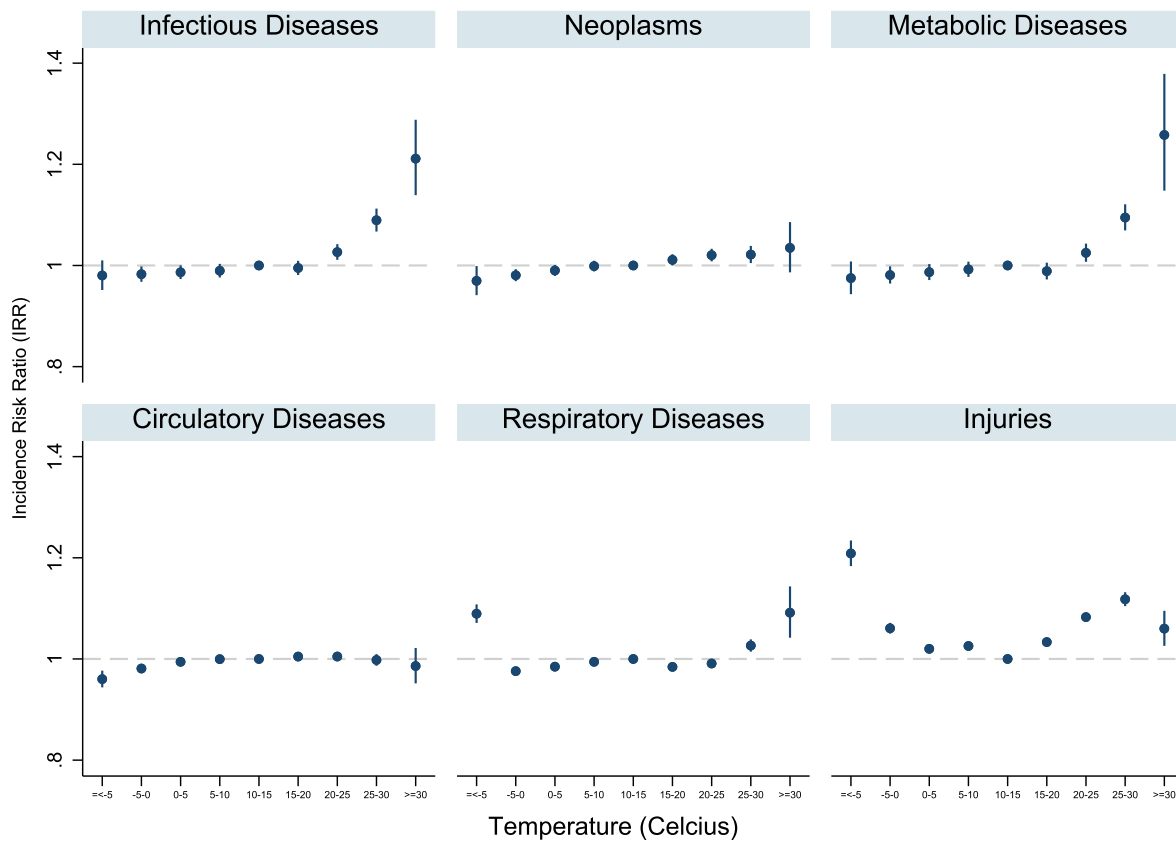 Infectious Diseases Neoplasms Metabolic Diseases
1.4
1.2
1
.8
Incidence Risk Ratio (IRR)
Circulatory Diseases Respiratory Diseases Injuries
1.4
1.2
1
.8
=<-5 -5-0 0-5 5-10 10-15 15-20 20-25 25-30 >=30 =<-5 -5-0 0-5 5-10 10-15 15-20 20-25 25-30 >=30 =<-5 -5-0 0-5 5-10 10-15 15-20 20-25 25-30 >=30
Temperature (Celcius)